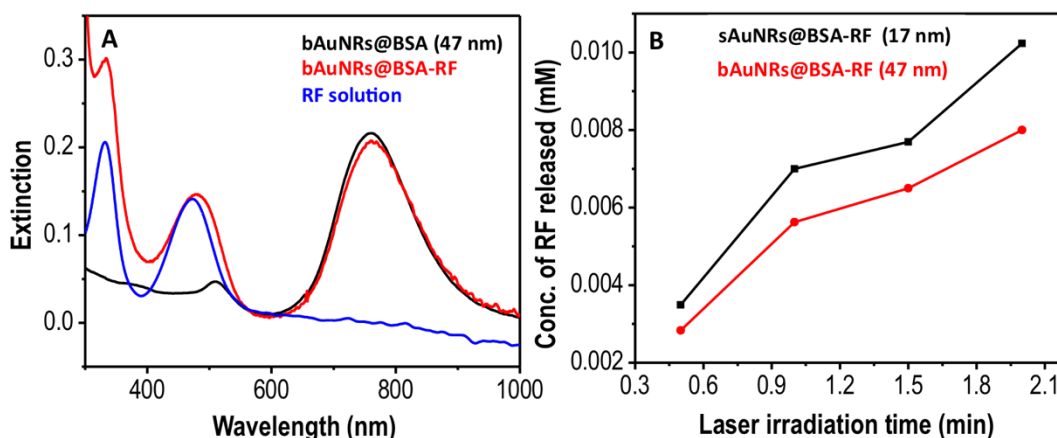 A
bAuNRs@BSA (47 nm)
bAuNRs@BSA-RF
RF solution
Extinction
0.3
0.2
0.1
0.0
400 600 800 1000
Wavelength (nm)
B
sAuNRs@BSA-RF (17 nm)
bAuNRs@BSA-RF (47 nm)
Conc. of RF released (mM)
0.010
0.008
0.006
0.004
0.002
0.3 0.6 0.9 1.2 1.5 1.8 2.1
Laser irradiation time (min)